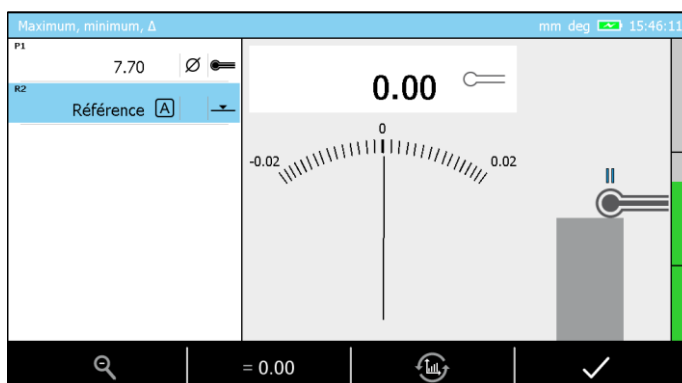 Maximum, minimum, Δ
mm deg 15:46:11
P1
7.70 Ø
R2
Référence A
0.00
0
-0.02
0.02
= 0.00